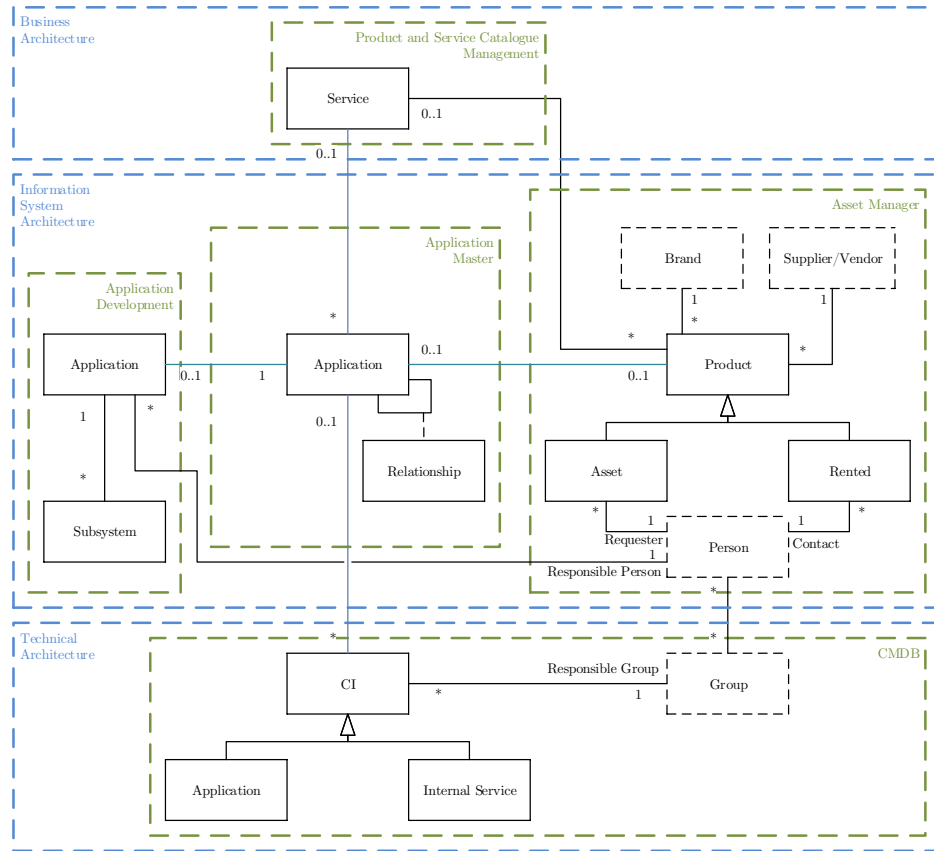 Business
Architecture
Product and Service Catalogue
Management
Service
0..1
0..1
Information
System
Architecture
Asset Manager
Application
Master
Brand
Supplier/Vendor
Application
Development
1
1
*
*
*
*
0..1
Application
Application
Product
0..1
1
0..1
1
*
0..1
Relationship
Asset
Rented
*
Subsystem
*
*
1
1
Requester
Contact
Person
1
Responsible Person
*
Technical
Architecture
*
*
CMDB
Responsible Group
CI
Group
*
1
Application
Internal Service